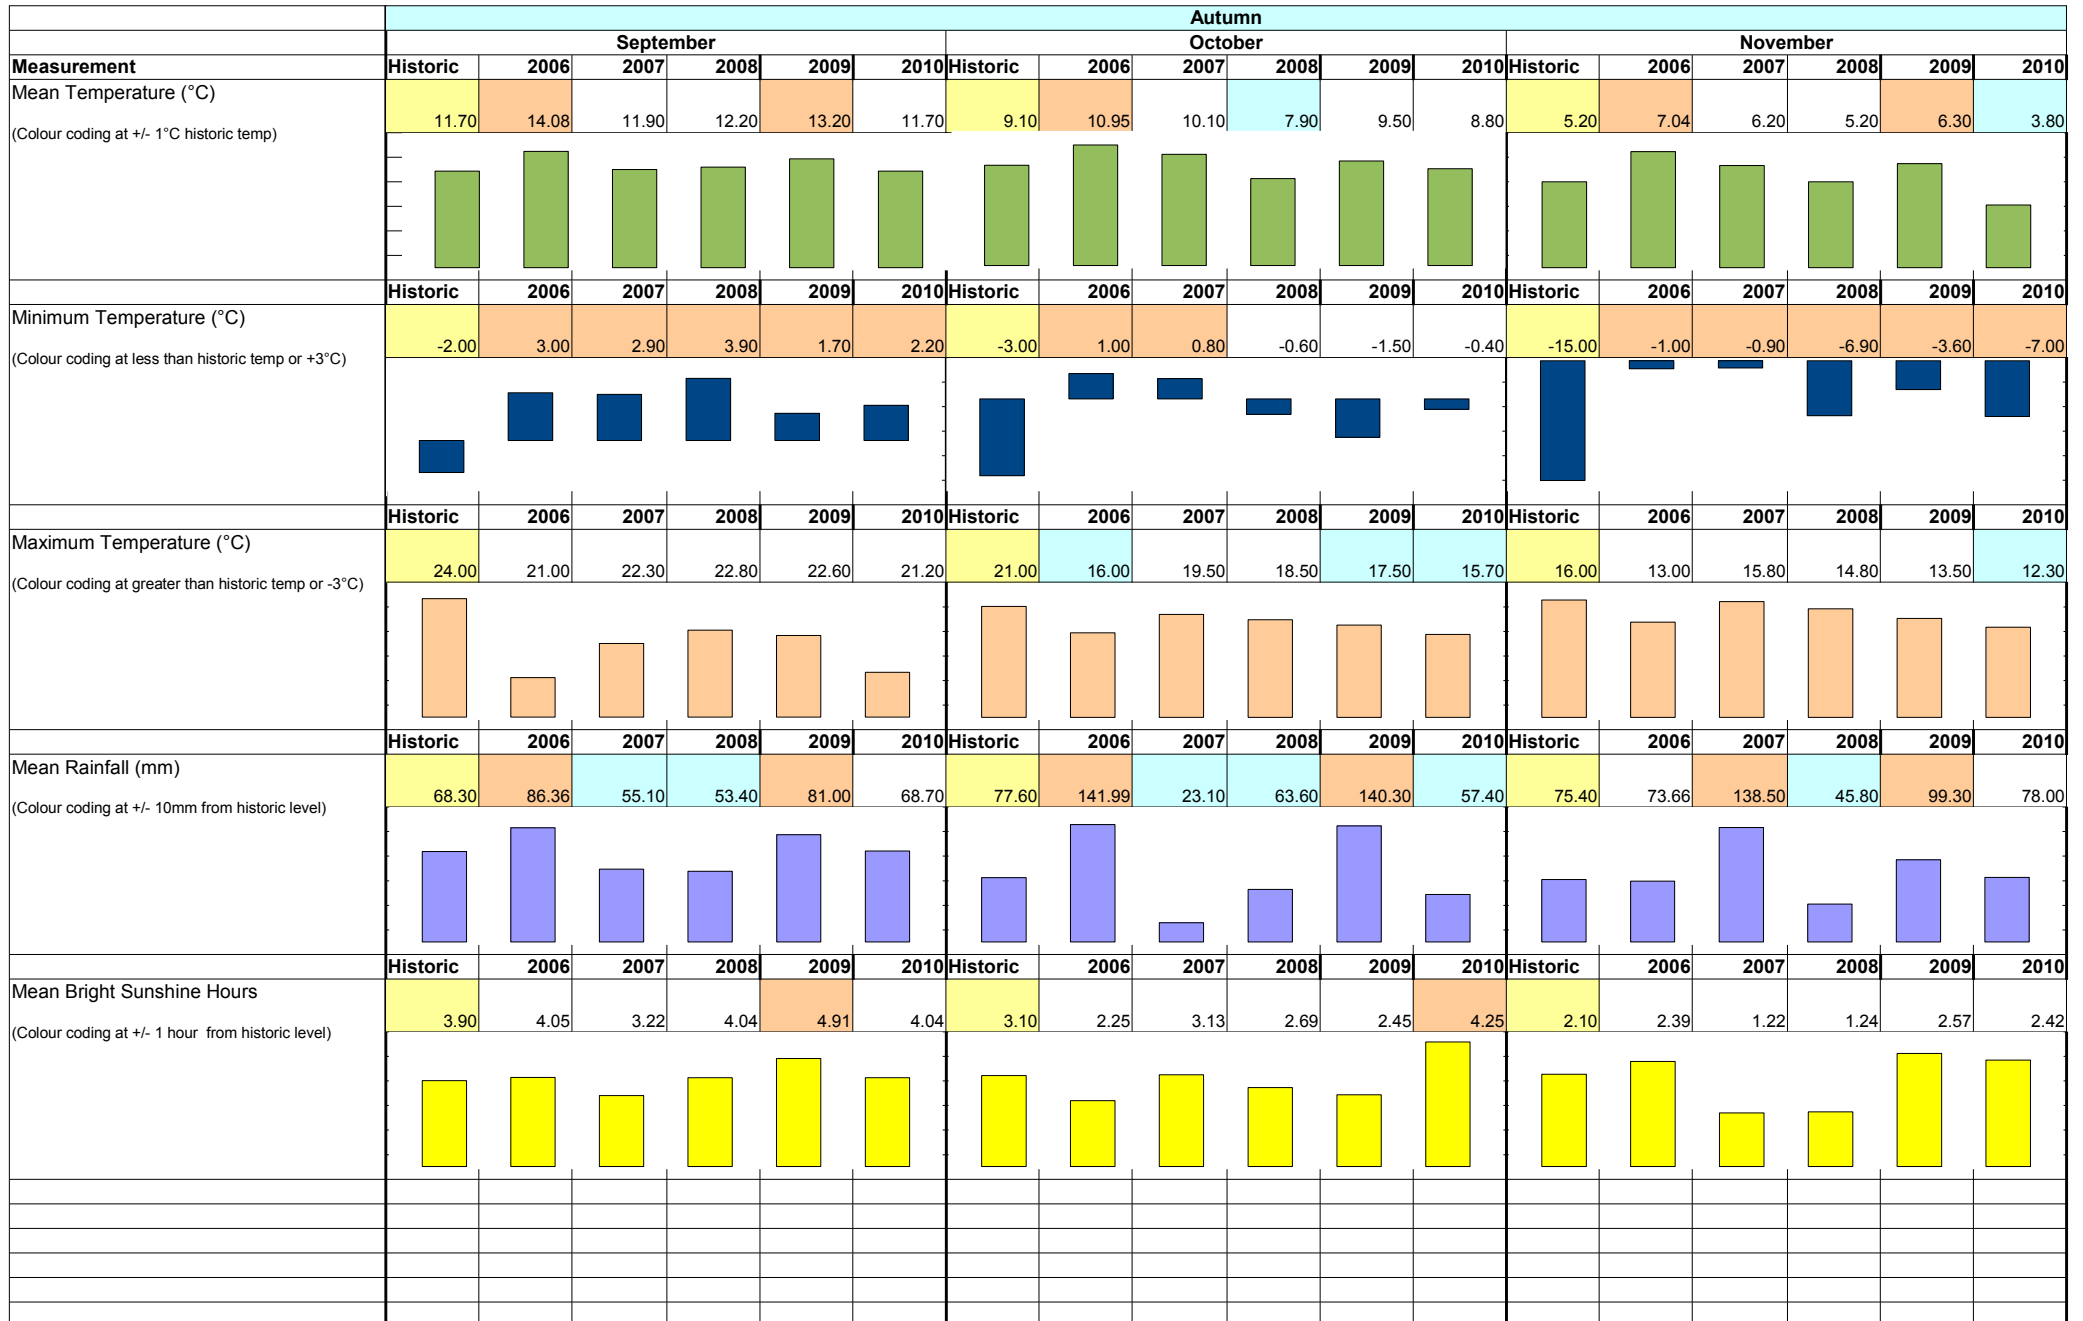 Autumn
September October November
Measurement Historic 2006 2007 2008 2009 2010 Historic 2006 2007 2008 2009 2010 Historic 2006 2007 2008 2009 2010
Mean Temperature (°C)
11.70 14.08 11.90 12.20 13.20 11.70 9.10 10.95 10.10 7.90 9.50 8.80 5.20 7.04 6.20 5.20 6.30 3.80
(Colour coding at +/- 1°C historic temp)
Historic 2006 2007 2008 2009 2010 Historic 2006 2007 2008 2009 2010 Historic 2006 2007 2008 2009 2010
Minimum Temperature (°C)
-2.00 3.00 2.90 3.90 1.70 2.20 -3.00 1.00 0.80 -0.60 -1.50 -0.40 -15.00 -1.00 -0.90 -6.90 -3.60 -7.00
(Colour coding at less than historic temp or +3°C)
Historic 2006 2007 2008 2009 2010 Historic 2006 2007 2008 2009 2010 Historic 2006 2007 2008 2009 2010
Maximum Temperature (°C)
24.00 21.00 22.30 22.80 22.60 21.20 21.00 16.00 19.50 18.50 17.50 15.70 16.00 13.00 15.80 14.80 13.50 12.30
(Colour coding at greater than historic temp or -3°C)
Historic 2006 2007 2008 2009 2010 Historic 2006 2007 2008 2009 2010 Historic 2006 2007 2008 2009 2010
Mean Rainfall (mm)
68.30 86.36 55.10 53.40 81.00 68.70 77.60 141.99 23.10 63.60 140.30 57.40 75.40 73.66 138.50 45.80 99.30 78.00
(Colour coding at +/- 10mm from historic level)
Historic 2006 2007 2008 2009 2010 Historic 2006 2007 2008 2009 2010 Historic 2006 2007 2008 2009 2010
Mean Bright Sunshine Hours
3.90 4.05 3.22 4.04 4.91 4.04 3.10 2.25 3.13 2.69 2.45 4.25 2.10 2.39 1.22 1.24 2.57 2.42
(Colour coding at +/- 1 hour from historic level)